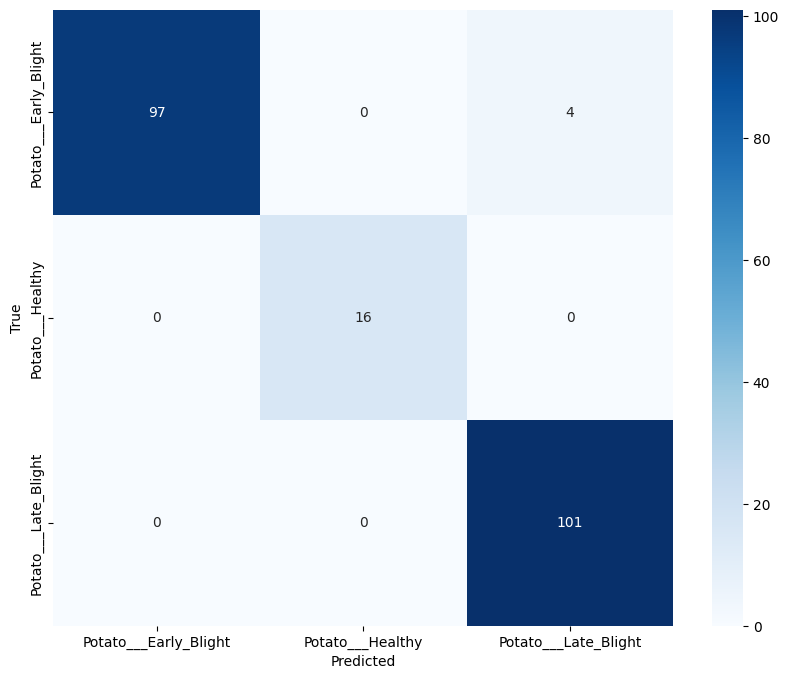 Potato___Early_Blight
97
0
4
Potato___Healthy
0
16
0
Potato___Late_Blight
0
0
101
True
Potato___Early_Blight
Potato___Healthy
Potato___Late_Blight
Predicted
100
80
60
40
20
0